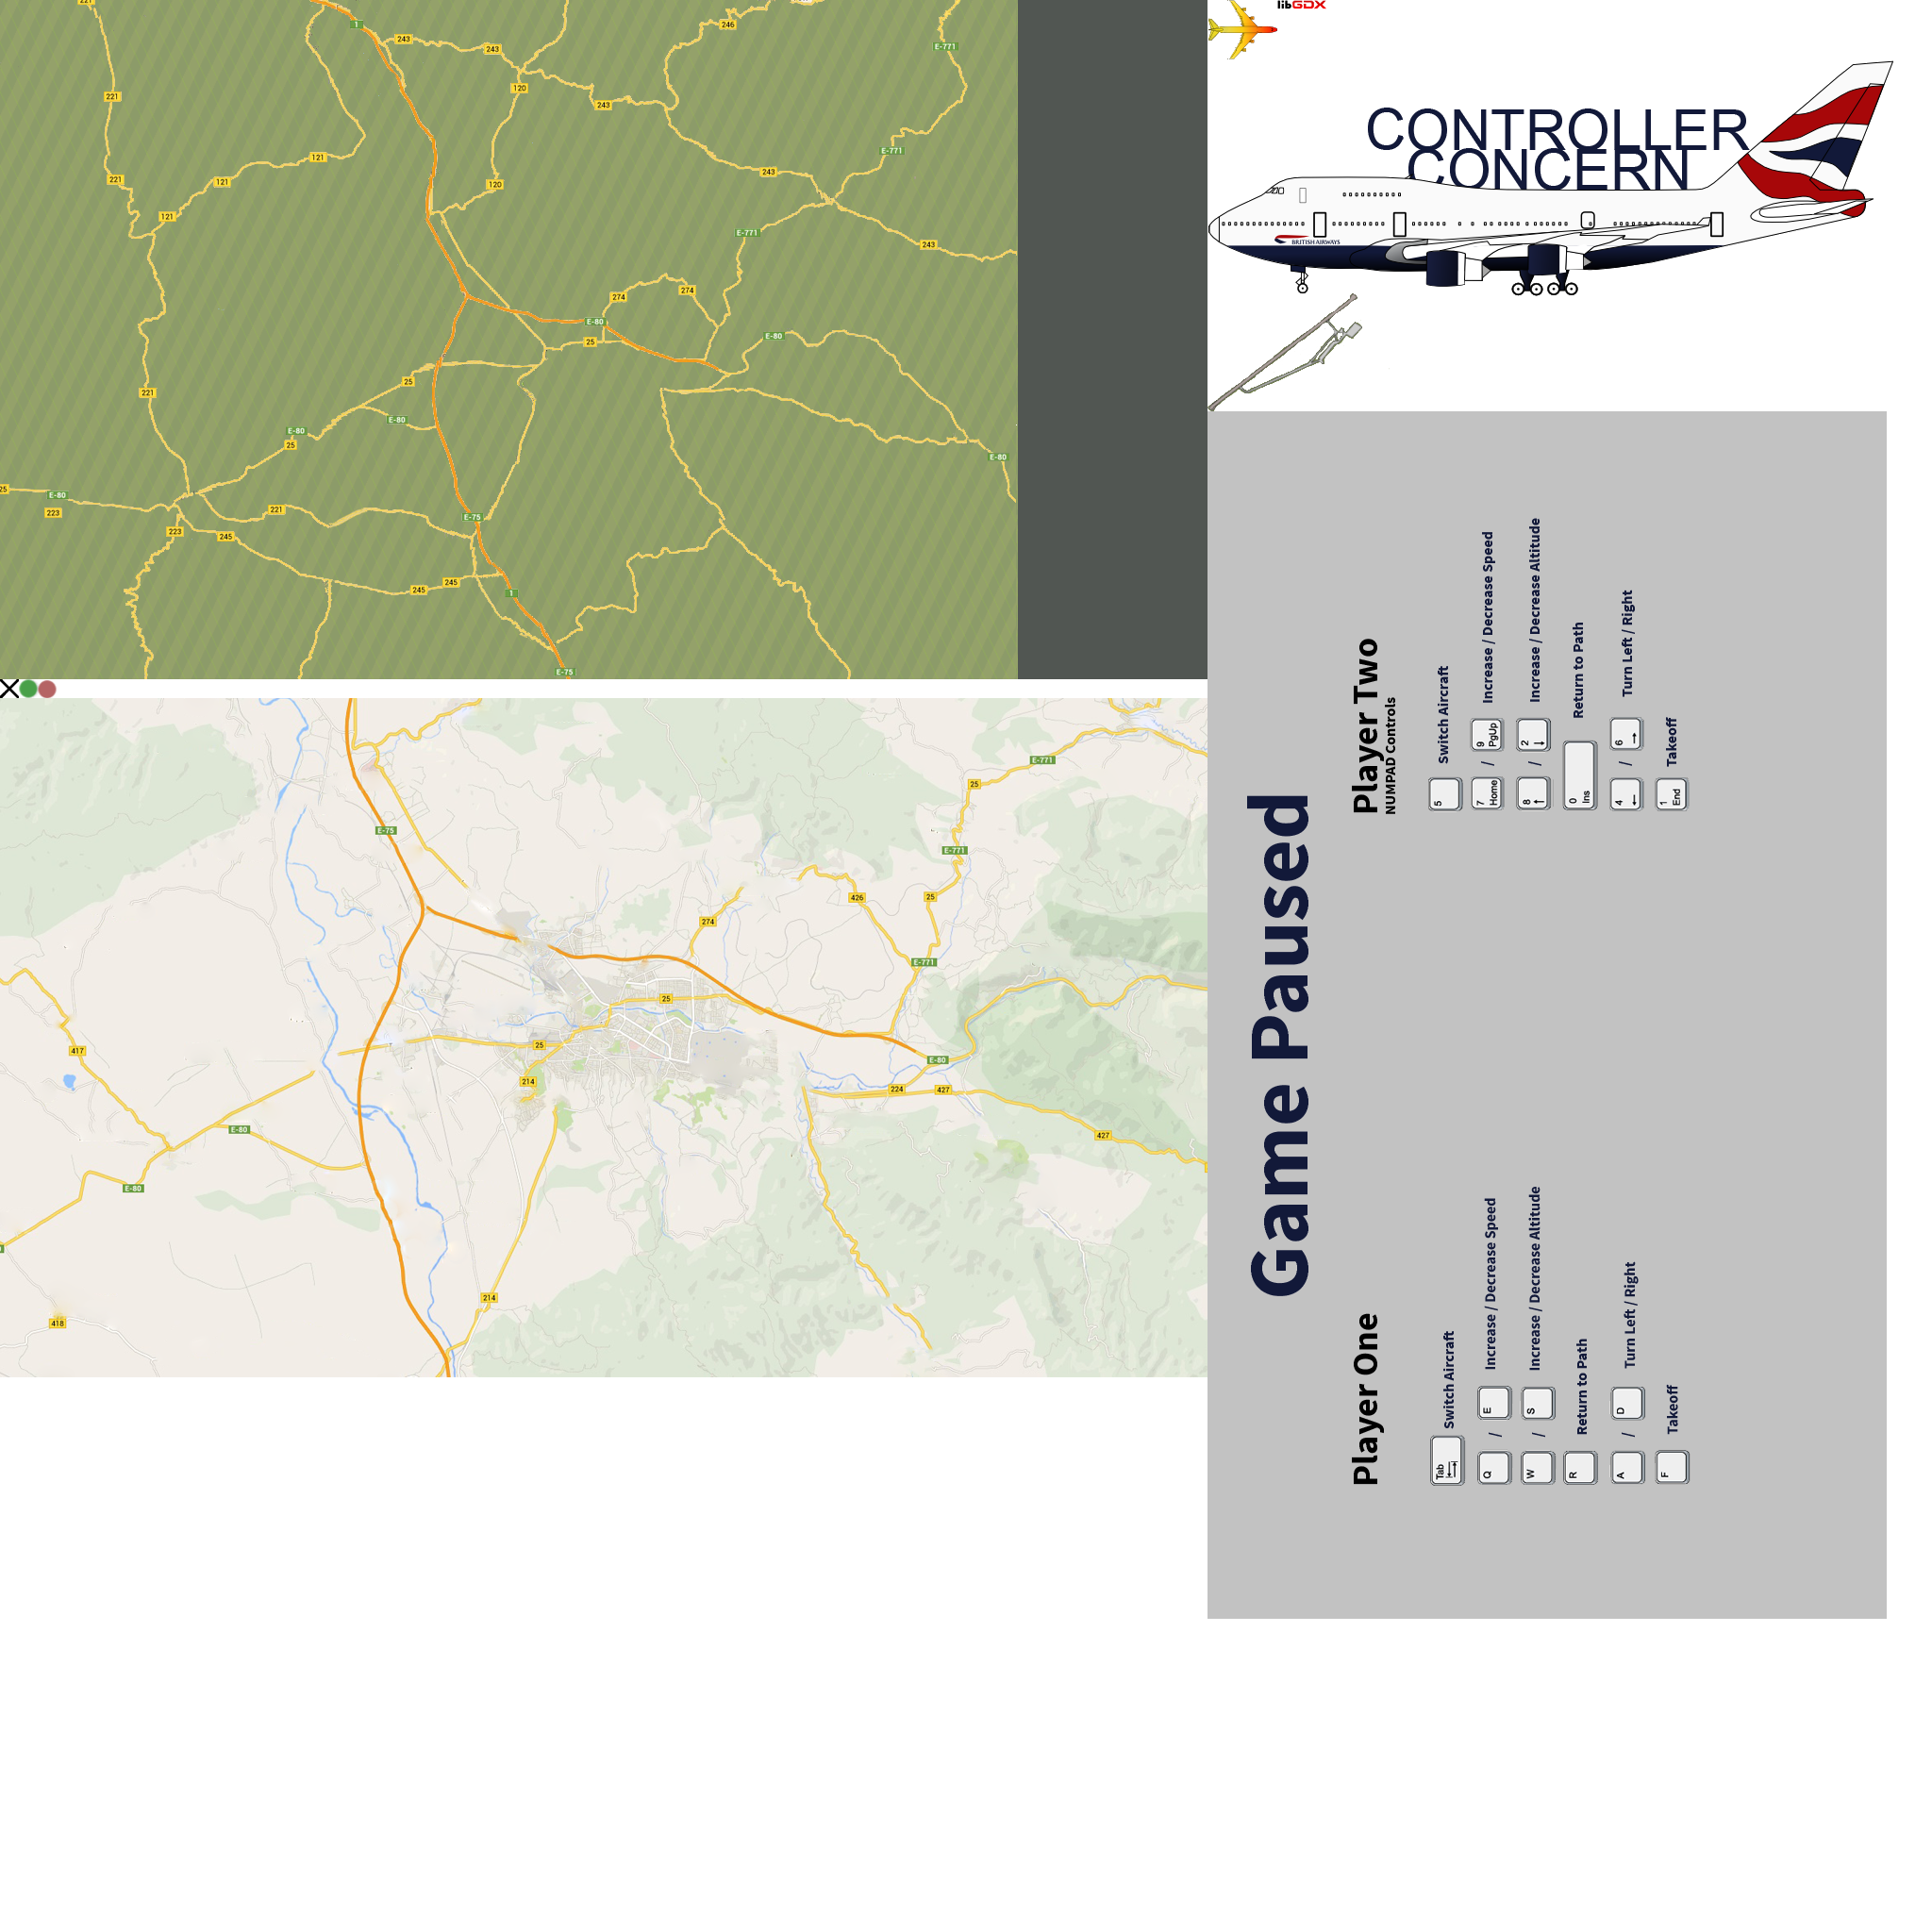 221
1
243
243
246
E-771
221
120
243
E-771
121
221
121
120
243
121
E-771
243
274
274
E-80
E-80
25
25
221
E-80
E-80
25
E-80
25
E-80
223
221
E-75
223
245
245
245
1
E-75
E-771
25
E-75
E-771
426
25
274
E-771
25
417
25
E-80
214
224
427
E-80
427
E-80
214
418
libGDX
CONTROLLER
CONCERN
BRITISH AIRWAYS
Game Paused
Player One
Tab
Switch Aircraft
Q / E Increase / Decrease Speed
W / S Increase / Decrease Altitude
R Return to Path
A / D Turn Left / Right
F Takeoff
Player Two
NUMPAD Controls
5 Switch Aircraft
7 Home / 9 PgUp Increase / Decrease Speed
8 ↑ / 2 ↓ Increase / Decrease Altitude
0 Ins Return to Path
4 ← / 6 → Turn Left / Right
1 End Takeoff